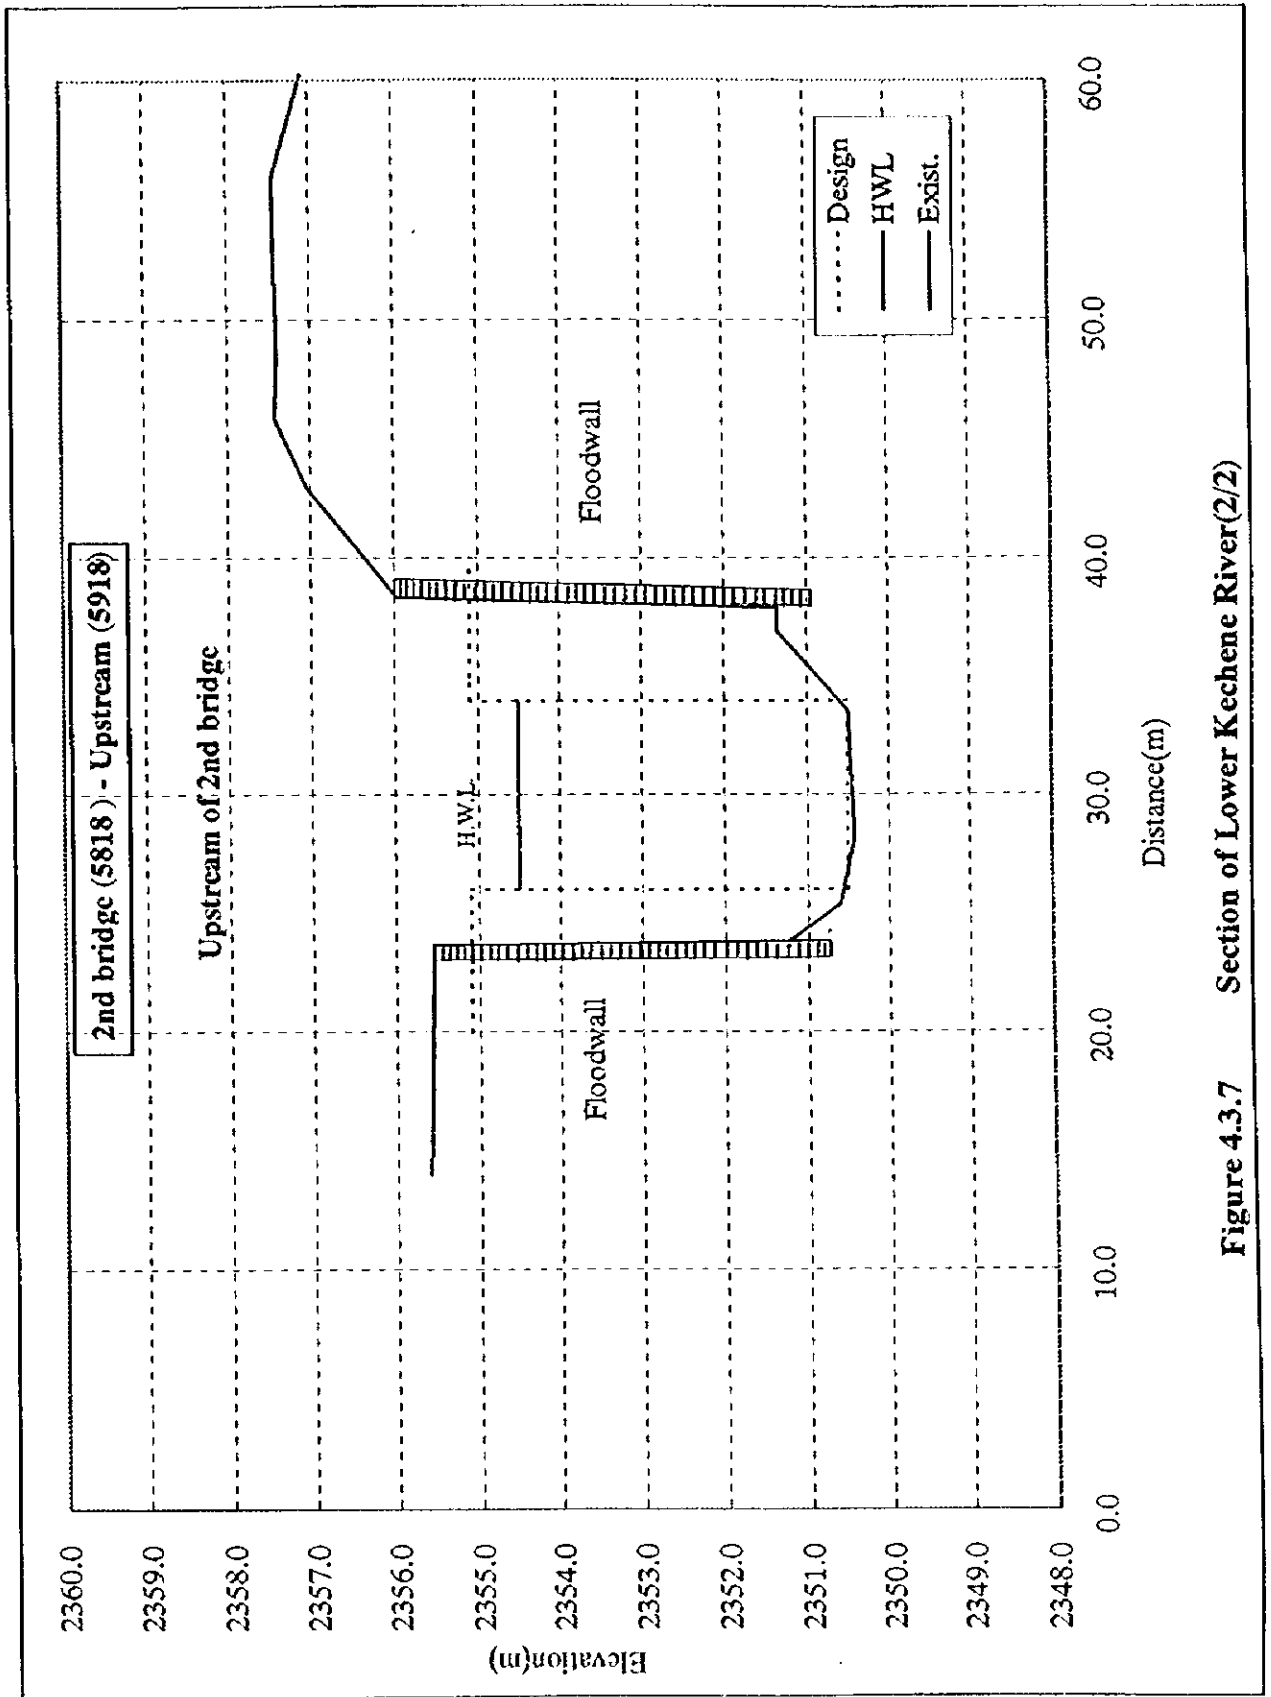 2nd bridge (5818 ) - Upstream (5918)
Upstream of 2nd bridge
2360.0
2359.0
2358.0
2357.0
2356.0
2355.0
2354.0
2353.0
2352.0
2351.0
2350.0
2349.0
2348.0
Elevation(m)
H.W.L
Floodwall
Floodwall
Design
HWL
Exist.
0.0 10.0 20.0 30.0 40.0 50.0 60.0
Distance(m)
Figure 4.3.7 Section of Lower Kechene River(2/2)